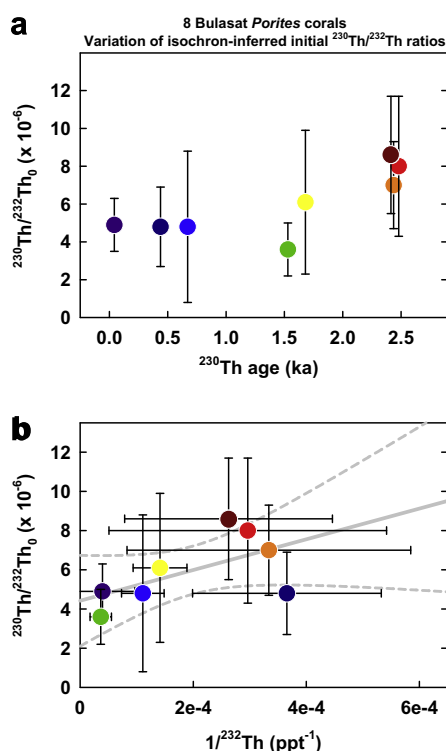 a
8 Bulasat Porites corals
Variation of isochron-inferred initial ²³⁰Th/²³²Th ratios
12
10
8
6
4
2
0
²³⁰Th/²³²Th₀ (x 10⁻⁶)
0.0 0.5 1.0 1.5 2.0 2.5
²³⁰Th age (ka)
b
12
10
8
6
4
2
0
²³⁰Th/²³²Th₀ (x 10⁻⁶)
0 2e-4 4e-4 6e-4
1/²³²Th (ppt⁻¹)